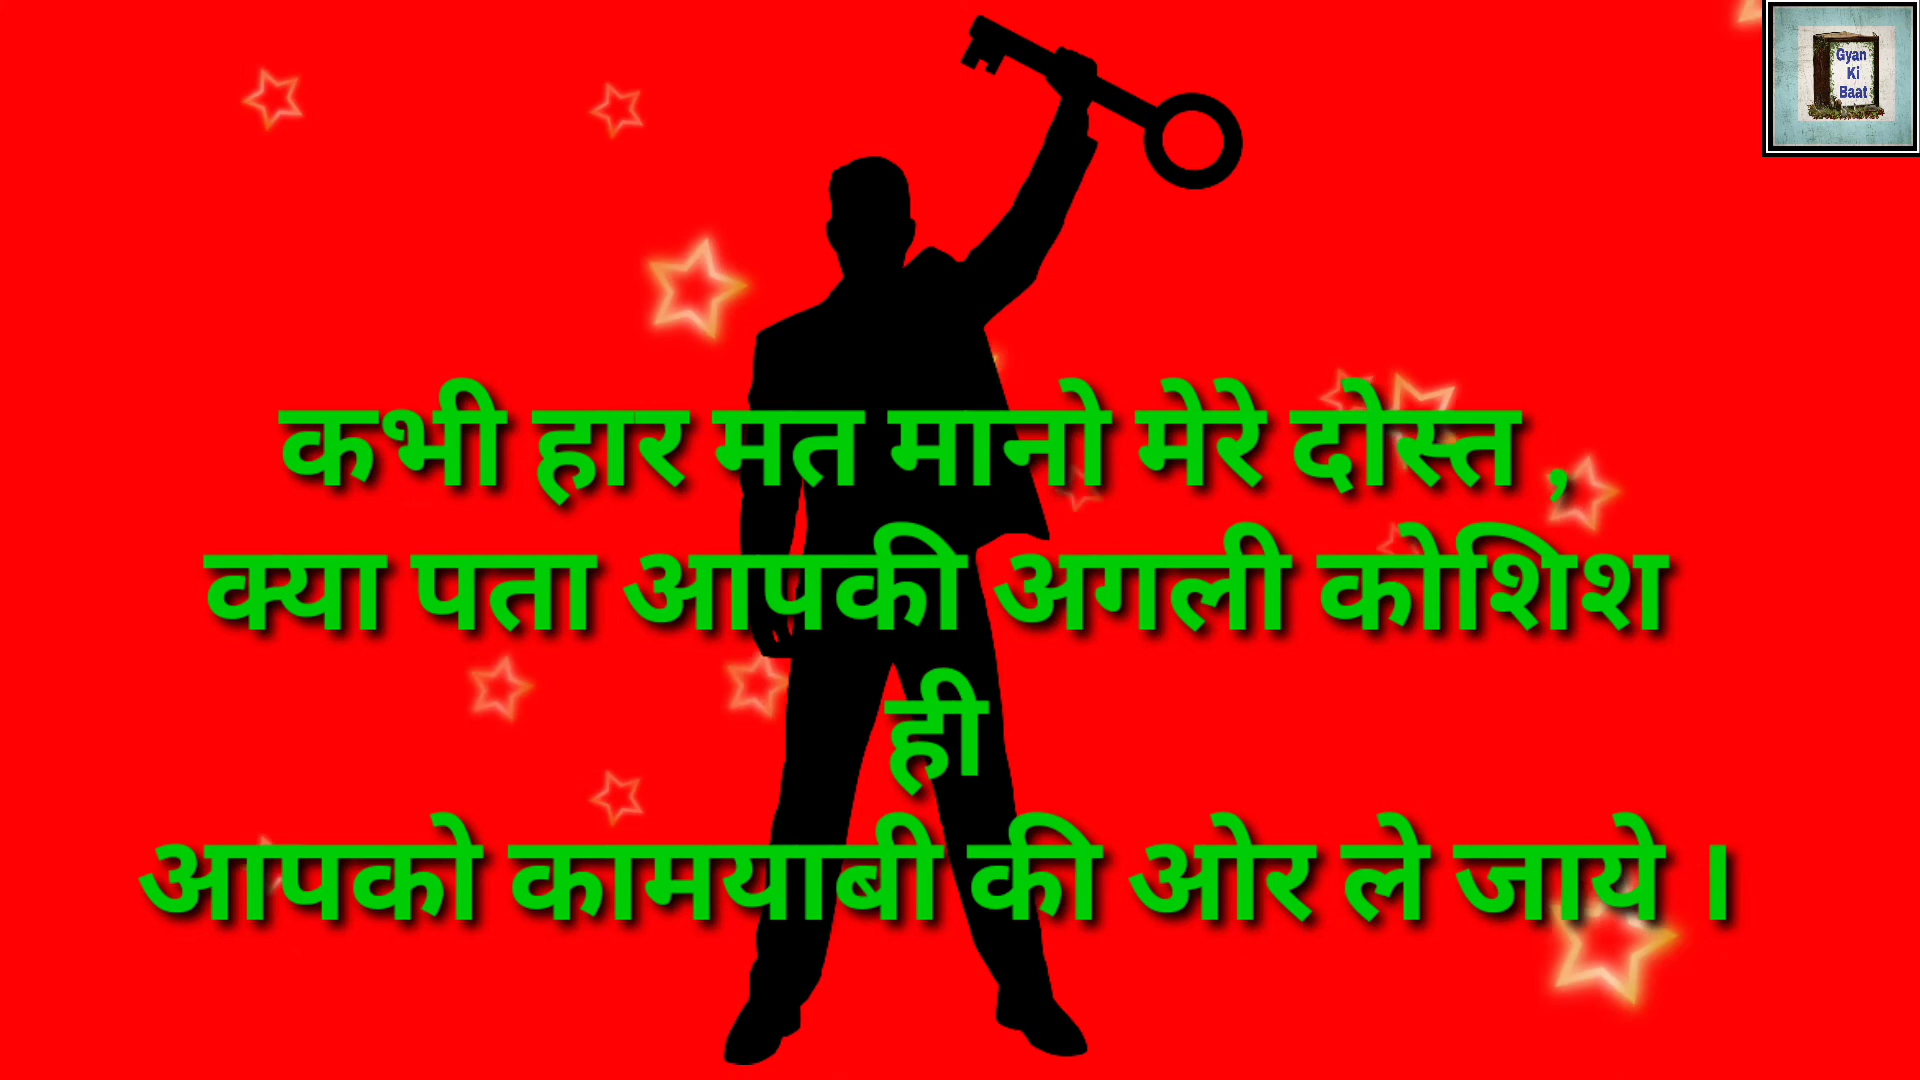 Gyan
Ki
Baat
कभी हार मत मानो मेरे दोस्त ,
क्या पता आपकी अगली कोशिश
ही
आपको कामयाबी की ओर ले जाये ।